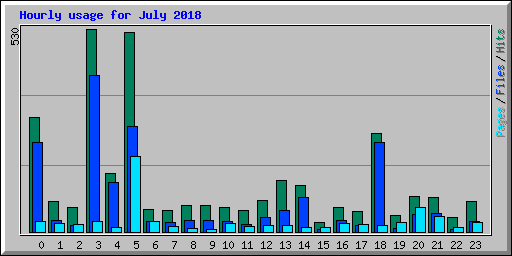 Hourly usage for July 2018
530
Pages/Files/Hits
0 1 2 3 4 5 6 7 8 9 10 11 12 13 14 15 16 17 18 19 20 21 22 23